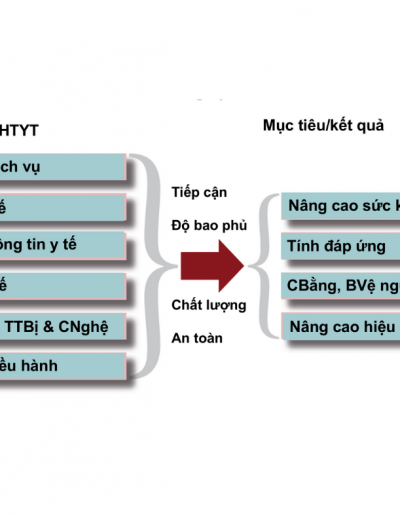 HTYT
ch vụ
ế
ông tin y tế
ế
TTBị & CNghệ
ều hành
Tiếp cận
Độ bao phủ
Chất lượng
An toàn
Mục tiêu/kết quả
Nâng cao sức k
Tính đáp ứng
CBằng, BVệ ng
Nâng cao hiệu